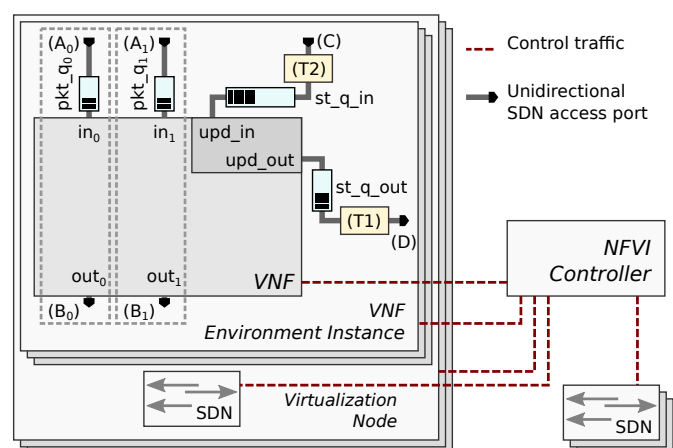 (A₀)
(A₁)
(C)
Control traffic
pkt_q₀
pkt_q₁
(T2)
st_q_in
Unidirectional
SDN access port
in₀
in₁
upd_in
upd_out
st_q_out
(T1)
(D)
NFVI
Controller
out₀
out₁
VNF
(B₀)
(B₁)
VNF
Environment Instance
SDN
Virtualization
Node
SDN